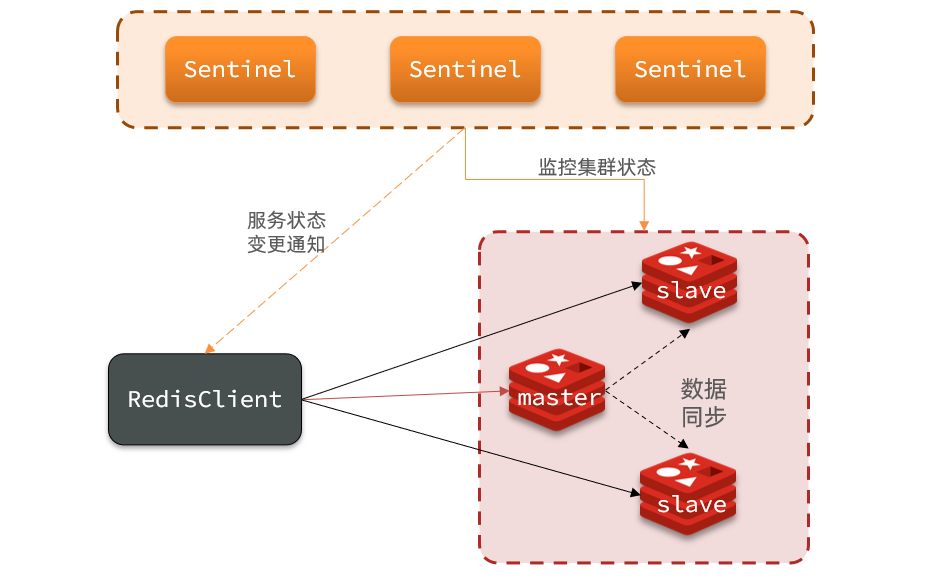 Sentinel
Sentinel
Sentinel
监控集群状态
服务状态
变更通知
slave
RedisClient
master
数据
同步
slave